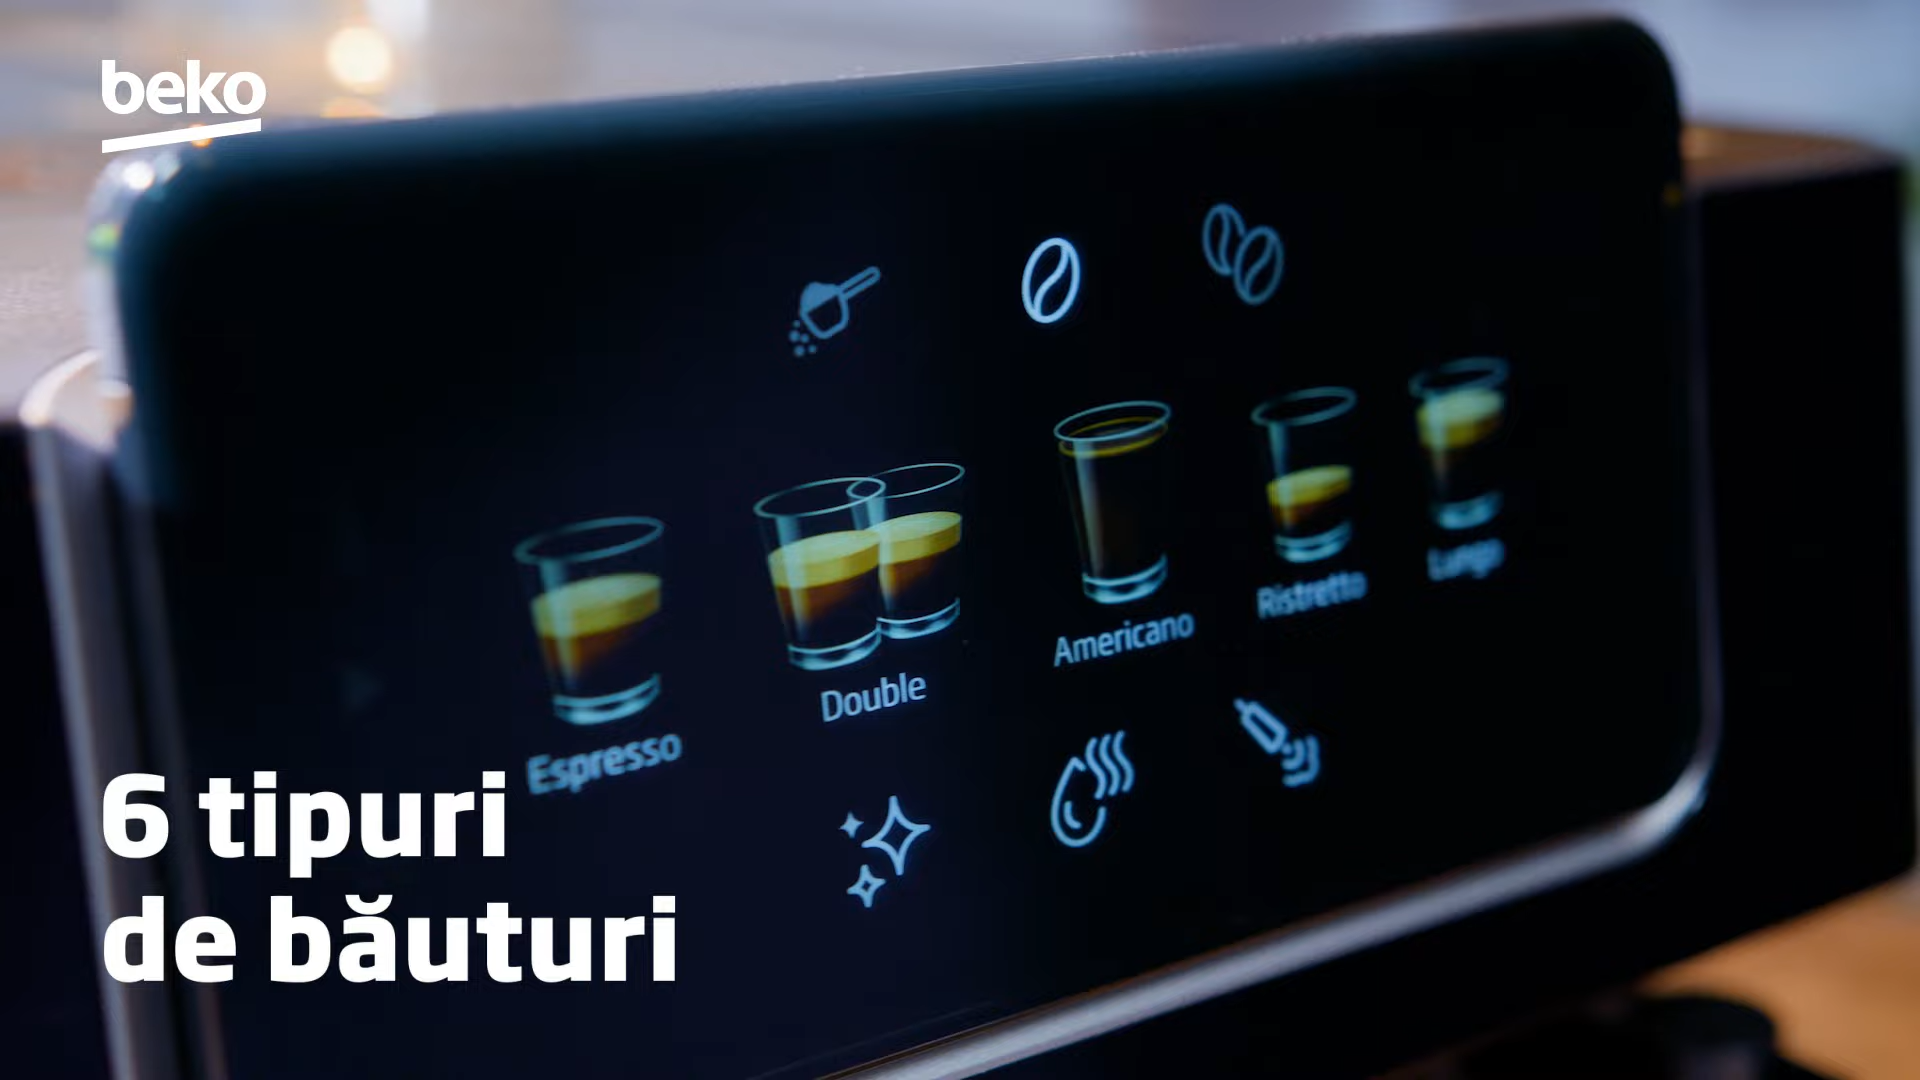 beko
Espresso
Double
Americano
Ristretto
Lungo
6 tipuri
de băuturi